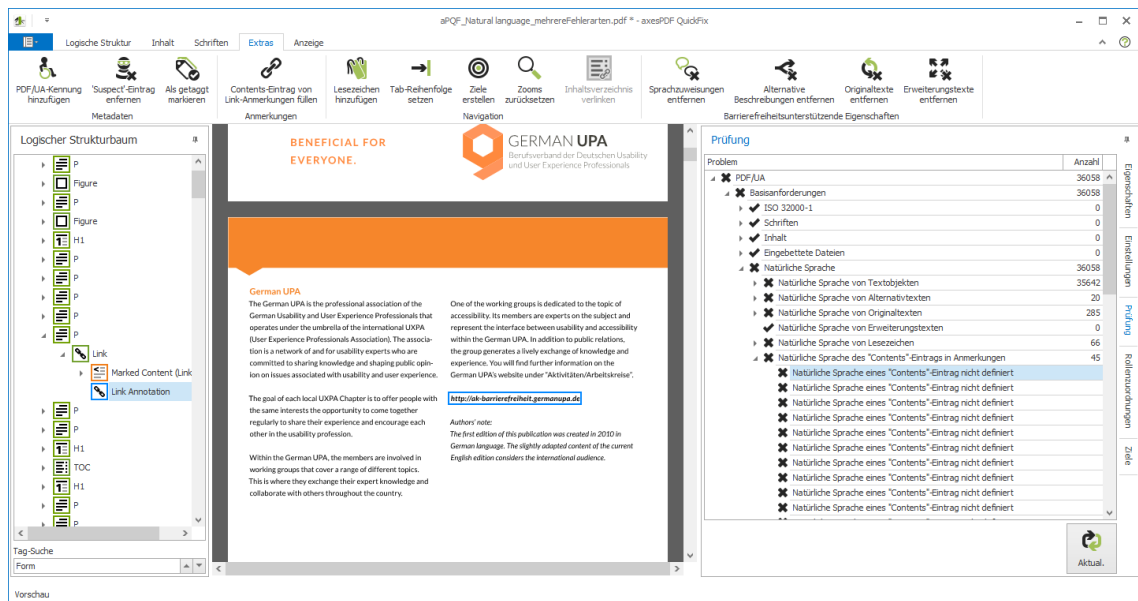 aPQF_Natural language_mehrereFehlerarten.pdf * - axesPDF QuickFix
Logische Struktur Inhalt Schriften Extras Anzeige
PDF/UA-Kennung hinzufügen
'Suspect'-Eintrag entfernen
Als getaggt markieren
Contents-Eintrag von Link-Anmerkungen füllen
Lesezeichen hinzufügen
Tab-Reihenfolge setzen
Ziele erstellen
Zooms zurücksetzen
Inhaltsverzeichnis verlinken
Sprachzuweisungen entfernen
Alternative Beschreibungen entfernen
Originaltexte entfernen
Erweiterungstexte entfernen
Metadaten
Anmerkungen
Navigation
Barrierefreiheitsunterstützende Eigenschaften
Logischer Strukturbaum
P
Figure
P
Figure
H1
P
P
P
P
P
Link
Marked Content (Link
Link Annotation
P
P
H1
TOC
H1
P
P
Tag-Suche
Form
Vorschau
BENEFICIAL FOR
EVERYONE.
GERMAN UPA
Berufsverband der Deutschen Usability
und User Experience Professionals
German UPA
The German UPA is the professional association of the
German Usability and User Experience Professionals that
operates under the umbrella of the international UXPA
(User Experience Professionals Association). The associa-
tion is a network of and for usability experts who are
committed to sharing knowledge and shaping public opin-
ion on issues associated with usability and user experience.
The goal of each local UXPA Chapter is to offer people with
the same interests the opportunity to come together
regularly to share their experience and encourage each
other in the usability profession.
Within the German UPA, the members are involved in
working groups that cover a range of different topics.
This is where they exchange their expert knowledge and
collaborate with others throughout the country.
One of the working groups is dedicated to the topic of
accessibility. Its members are experts on the subject and
represent the interface between usability and accessibility
within the German UPA. In addition to public relations,
the group generates a lively exchange of knowledge and
experience. You will find further information on the
German UPA's website under "Aktivitäten/Arbeitskreise".
http://ak-barrierefreiheit.germanupa.de
Authors' note:
The first edition of this publication was created in 2010 in
German language. The slightly adapted content of the current
English edition considers the international audience.
Prüfung
Problem Anzahl
PDF/UA 36058
Basisanforderungen 36058
ISO 32000-1 0
Schriften 0
Inhalt 0
Eingebettete Dateien 0
Natürliche Sprache 36058
Natürliche Sprache von Textobjekten 35642
Natürliche Sprache von Alternativtexten 20
Natürliche Sprache von Originaltexten 285
Natürliche Sprache von Erweiterungstexten 0
Natürliche Sprache von Lesezeichen 66
Natürliche Sprache des "Contents"-Eintrags in Anmerkungen 45
Natürliche Sprache eines "Contents"-Eintrag nicht definiert
Natürliche Sprache eines "Contents"-Eintrag nicht definiert
Natürliche Sprache eines "Contents"-Eintrag nicht definiert
Natürliche Sprache eines "Contents"-Eintrag nicht definiert
Natürliche Sprache eines "Contents"-Eintrag nicht definiert
Natürliche Sprache eines "Contents"-Eintrag nicht definiert
Natürliche Sprache eines "Contents"-Eintrag nicht definiert
Natürliche Sprache eines "Contents"-Eintrag nicht definiert
Natürliche Sprache eines "Contents"-Eintrag nicht definiert
Natürliche Sprache eines "Contents"-Eintrag nicht definiert
Aktual.
Eigenschaften
Einstellungen
Prüfung
Rollenzuordnungen
Ziele